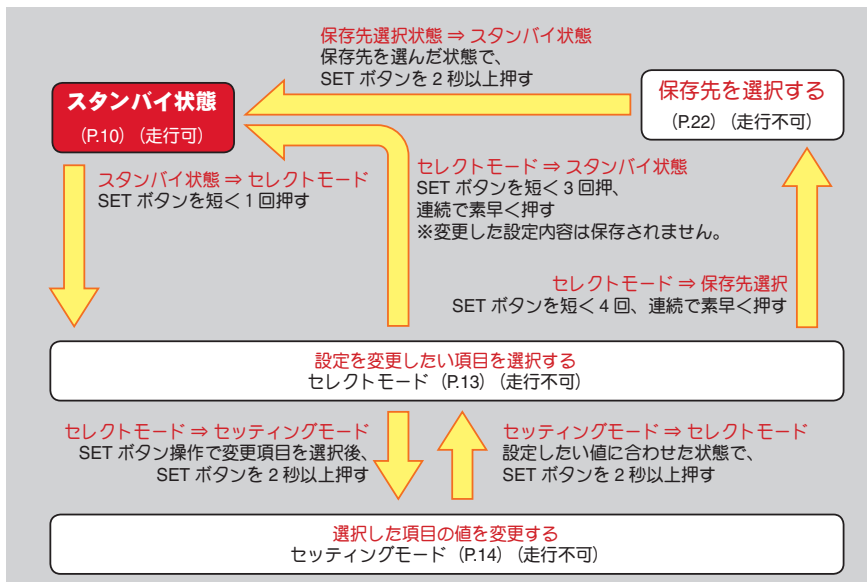 保存先選択状態 ⇒ スタンバイ状態
保存先を選んだ状態で、
SET ボタンを 2 秒以上押す
スタンバイ状態
(P.10)（走行可）
保存先を選択する
(P.22)（走行不可）
スタンバイ状態 ⇒ セレクトモード
SET ボタンを短く 1 回押す
セレクトモード ⇒ スタンバイ状態
SET ボタンを短く 3 回押、
連続で素早く押す
※変更した設定内容は保存されません。
セレクトモード ⇒ 保存先選択
SET ボタンを短く 4 回、連続で素早く押す
設定を変更したい項目を選択する
セレクトモード（P.13）（走行不可）
セレクトモード ⇒ セッティングモード
SET ボタン操作で変更項目を選択後、
SET ボタンを 2 秒以上押す
セッティングモード ⇒ セレクトモード
設定したい値に合わせた状態で、
SET ボタンを 2 秒以上押す
選択した項目の値を変更する
セッティングモード（P.14）（走行不可）